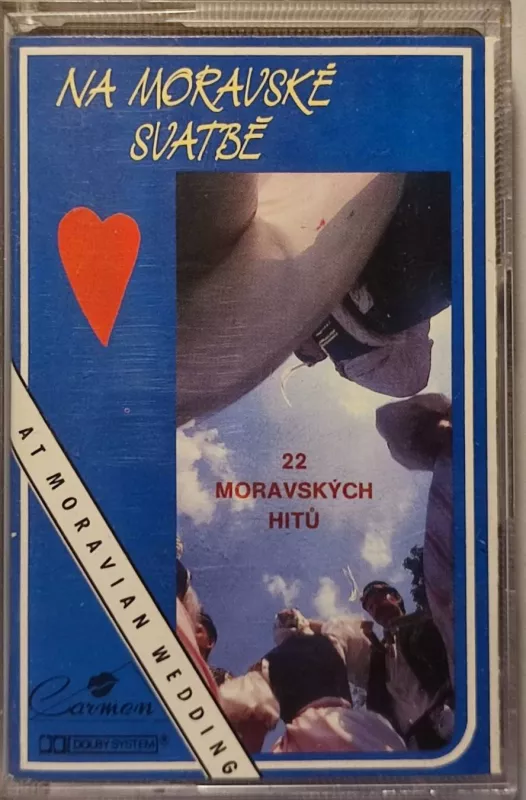 NA MORAVSKÉ
SVATBĚ
22
MORAVSKÝCH
HITŮ
AT MORAVIAN WEDDING
Carmen
DOLBY SYSTEM®